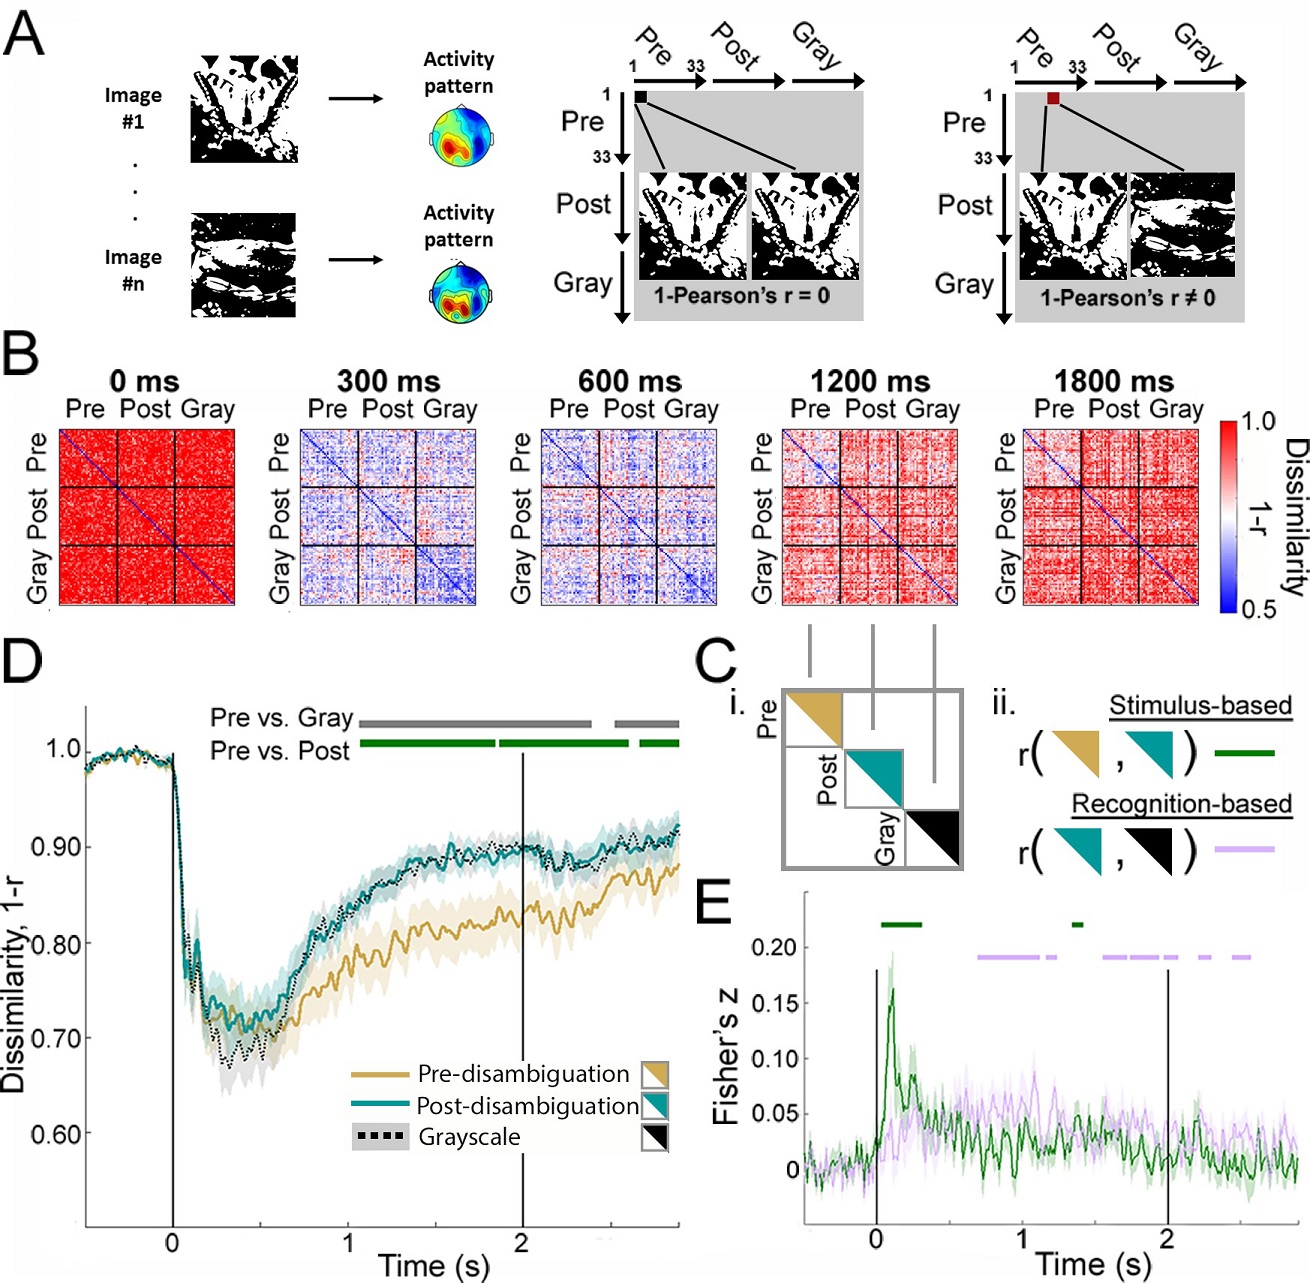 A
Image
#1
Activity
pattern
Image
#n
Activity
pattern
Pre
Post
Gray
1
33
1
Pre
33
Post
Gray
1-Pearson's r = 0
Pre
Post
Gray
1
33
1
Pre
33
Post
Gray
1-Pearson's r ≠ 0
B
0 ms
300 ms
600 ms
1200 ms
1800 ms
Pre Post Gray
Pre Post Gray
Pre Post Gray
Pre Post Gray
Pre Post Gray
Gray Post Pre
Gray Post Pre
Gray Post Pre
Gray Post Pre
Gray Post Pre
1.0
1-r
0.5
Dissimilarity
C
i.
Pre
Post
Gray
ii.
Stimulus-based
r( , )
Recognition-based
r( , )
D
Pre vs. Gray
Pre vs. Post
1.0
0.90
0.80
0.70
0.60
Dissimilarity, 1-r
Pre-disambiguation
Post-disambiguation
Grayscale
0
1
2
Time (s)
E
0.20
0.15
0.10
0.05
0
Fisher's z
0
1
2
Time (s)